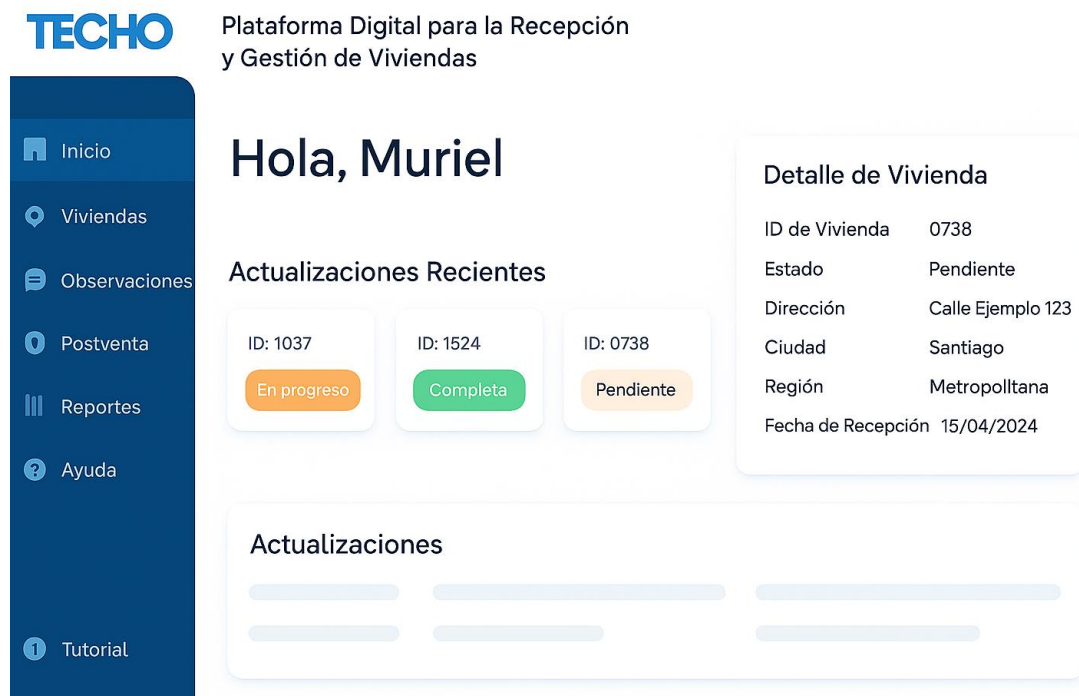 TECHO
Plataforma Digital para la Recepción
y Gestión de Viviendas
Inicio
Viviendas
Observaciones
Postventa
Reportes
Ayuda
1 Tutorial
Hola, Muriel
Actualizaciones Recientes
ID: 1037
En progreso
ID: 1524
Completa
ID: 0738
Pendiente
Detalle de Vivienda
ID de Vivienda 0738
Estado Pendiente
Dirección Calle Ejemplo 123
Ciudad Santiago
Región Metropolltana
Fecha de Recepción 15/04/2024
Actualizaciones